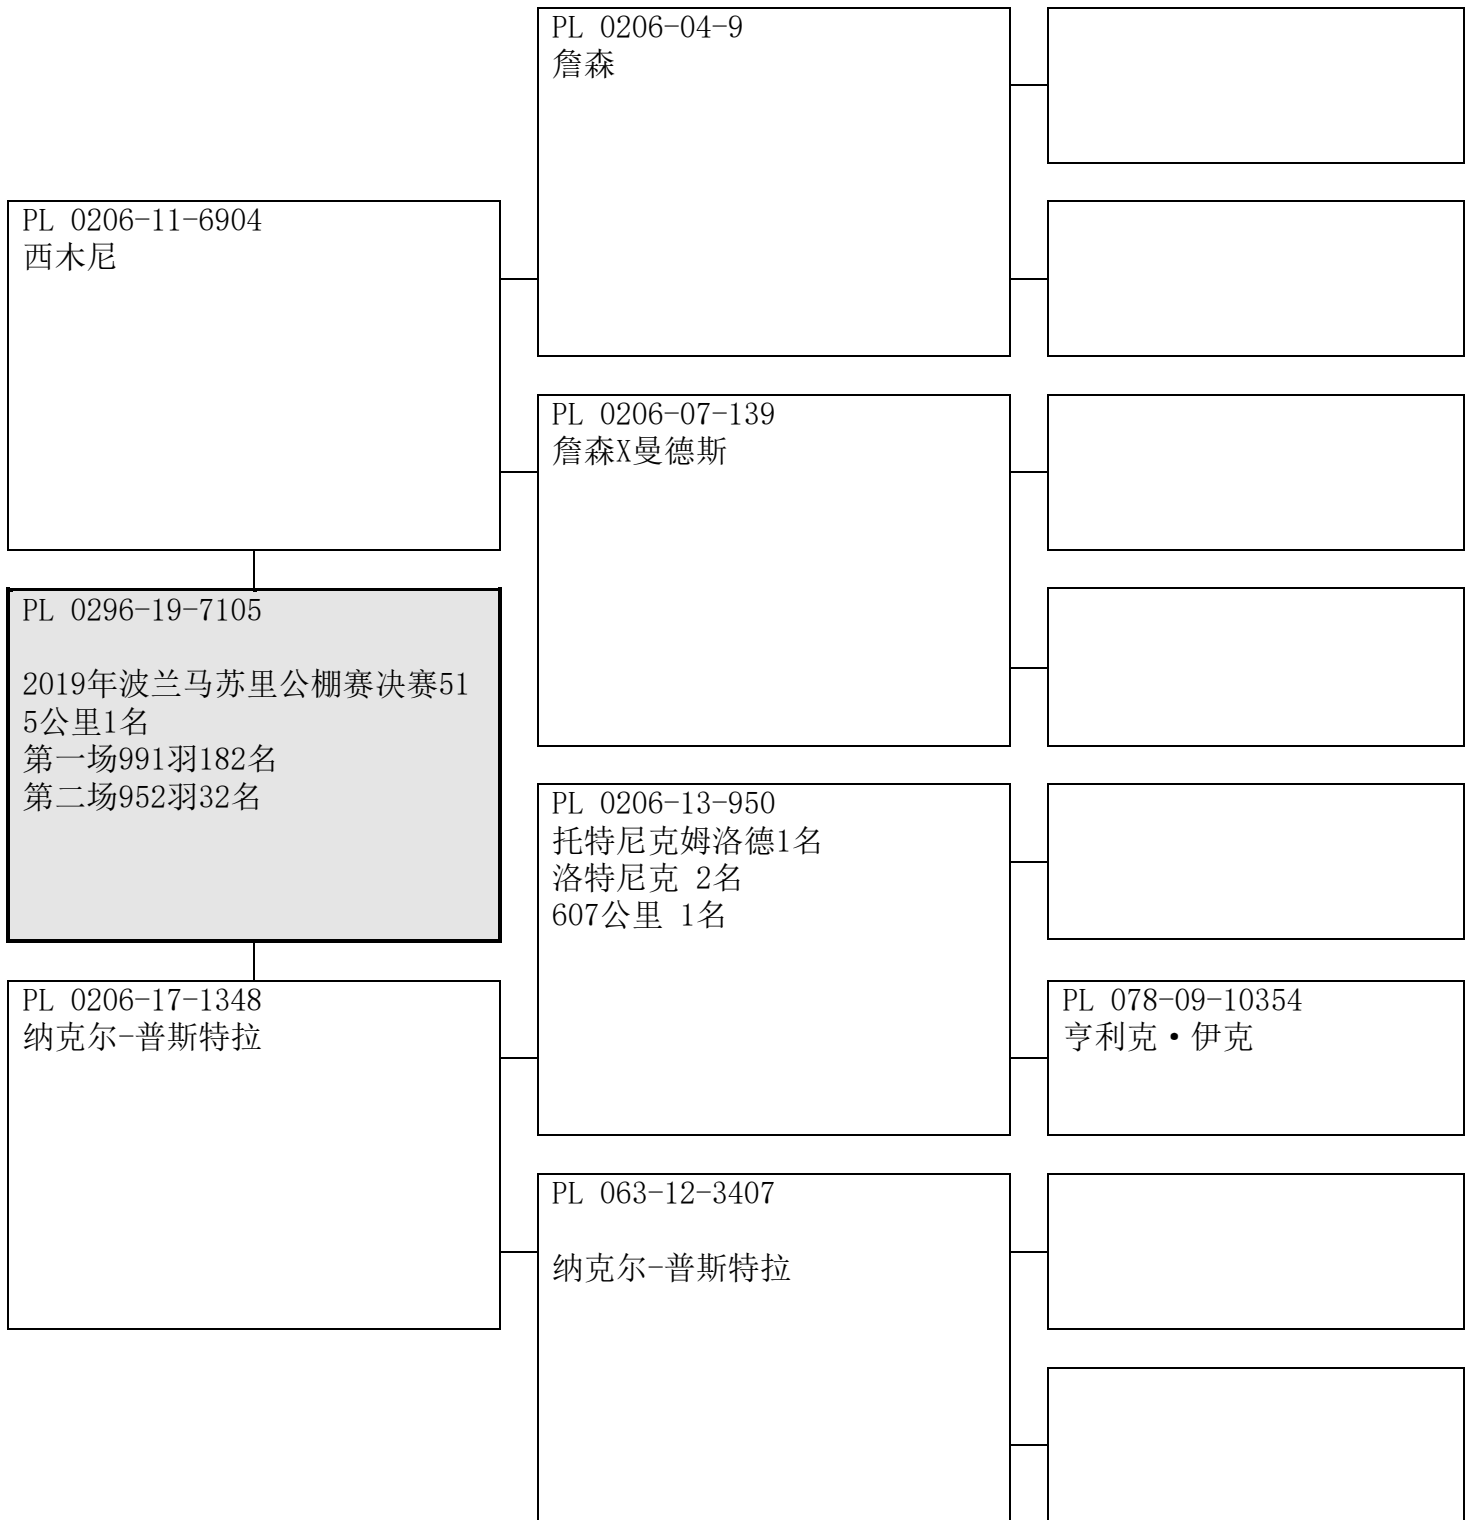 PL 0206-04-9
詹森
PL 0206-11-6904
西木尼
PL 0206-07-139
詹森X曼德斯
PL 0296-19-7105
2019年波兰马苏里公棚赛决赛51
5公里1名
第一场991羽182名
第二场952羽32名
PL 0206-13-950
托特尼克姆洛德1名
洛特尼克 2名
607公里 1名
PL 0206-17-1348
纳克尔-普斯特拉
PL 078-09-10354
亨利克·伊克
PL 063-12-3407
纳克尔-普斯特拉